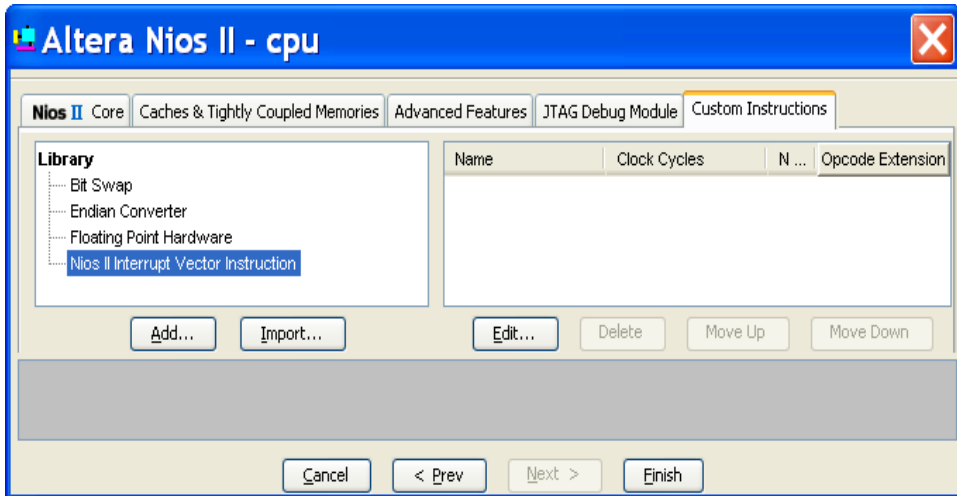 Altera Nios II - cpu
Nios II Core
Caches & Tightly Coupled Memories
Advanced Features
JTAG Debug Module
Custom Instructions
Library
Bit Swap
Endian Converter
Floating Point Hardware
Nios II Interrupt Vector Instruction
Name
Clock Cycles
N ...
Opcode Extension
Add...
Import...
Edit...
Delete
Move Up
Move Down
Cancel
< Prev
Next >
Finish